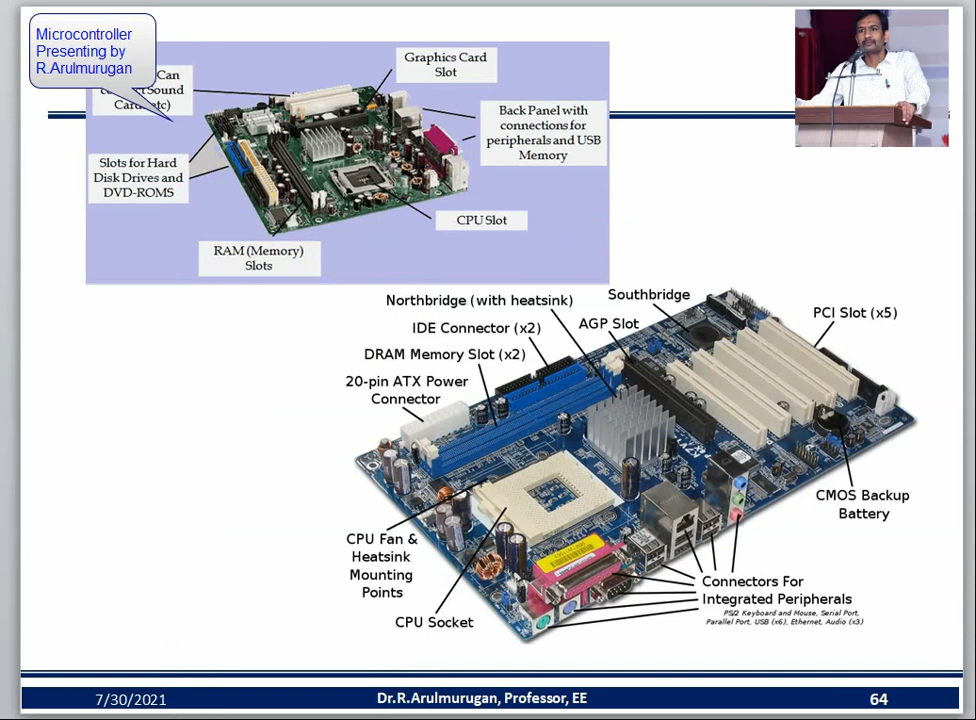 Microcontroller
Presenting by
R.Arulmurugan
Can
Sound
Graphics Card
Slot
Back Panel with
connections for
peripherals and USB
Memory
Slots for Hard
Disk Drives and
DVD-ROMS
CPU Slot
RAM (Memory)
Slots
Northbridge (with heatsink)
Southbridge
IDE Connector (x2)
AGP Slot
PCI Slot (x5)
DRAM Memory Slot (x2)
20-pin ATX Power
Connector
CMOS Backup
Battery
CPU Fan &
Heatsink
Mounting
Points
CPU Socket
Connectors For
Integrated Peripherals
PS/2 Keyboard and Mouse, Serial Port,
Parallel Port, USB (x6), Ethernet, Audio (x3)
7/30/2021
Dr.R.Arulmurugan, Professor, EE
64